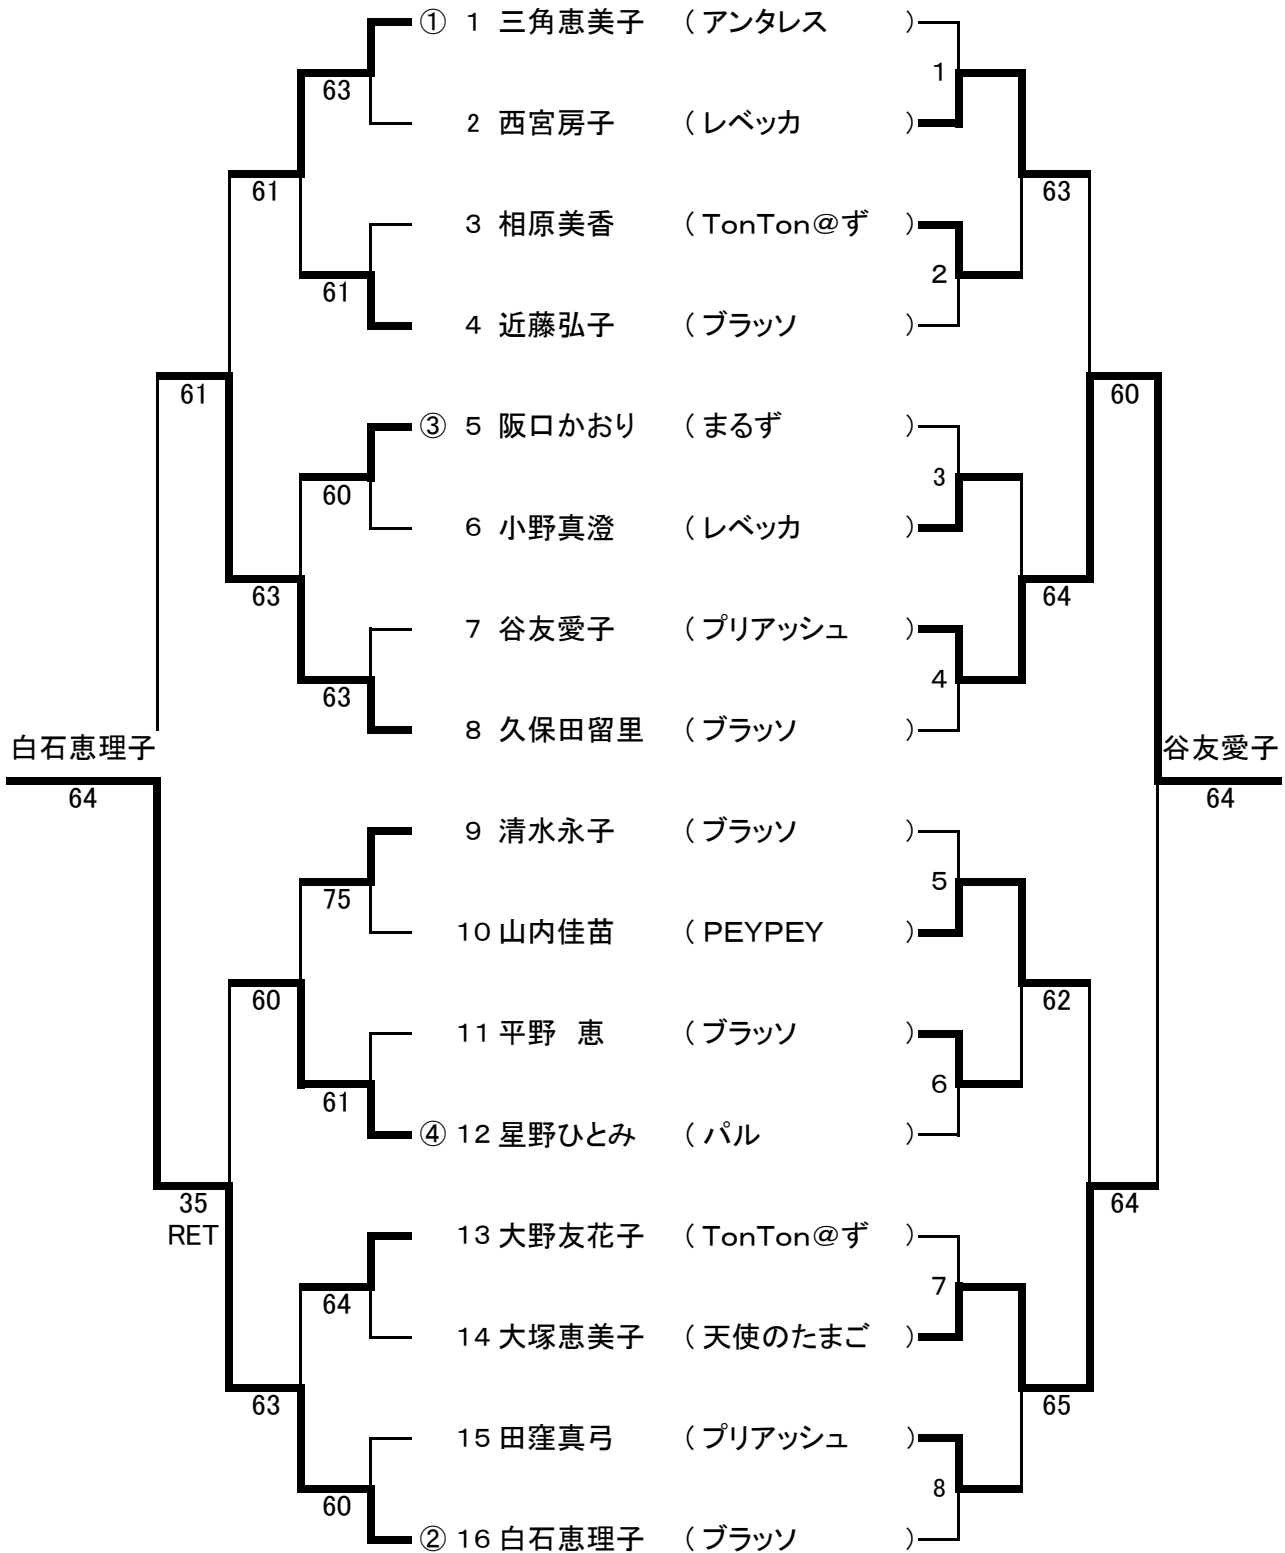 ① 1 三角恵美子 (アンタレス )
1
63
2 西宮房子 (レベッカ )
61
63
3 相原美香 (TonTon@ず )
2
61
4 近藤弘子 (ブラッソ )
61
60
③ 5 阪口かおり (まるず )
3
60
6 小野真澄 (レベッカ )
63
64
7 谷友愛子 (プリアッシュ )
4
63
8 久保田留里 (ブラッソ )
白石恵理子
谷友愛子
64
64
9 清水永子 (ブラッソ )
5
75
10 山内佳苗 (PEYPEY )
60
62
11 平野 恵 (ブラッソ )
6
61
④ 12 星野ひとみ (パル )
35
64
RET
13 大野友花子 (TonTon@ず )
7
64
14 大塚恵美子 (天使のたまご )
63
65
15 田窪真弓 (プリアッシュ )
8
60
② 16 白石恵理子 (ブラッソ )